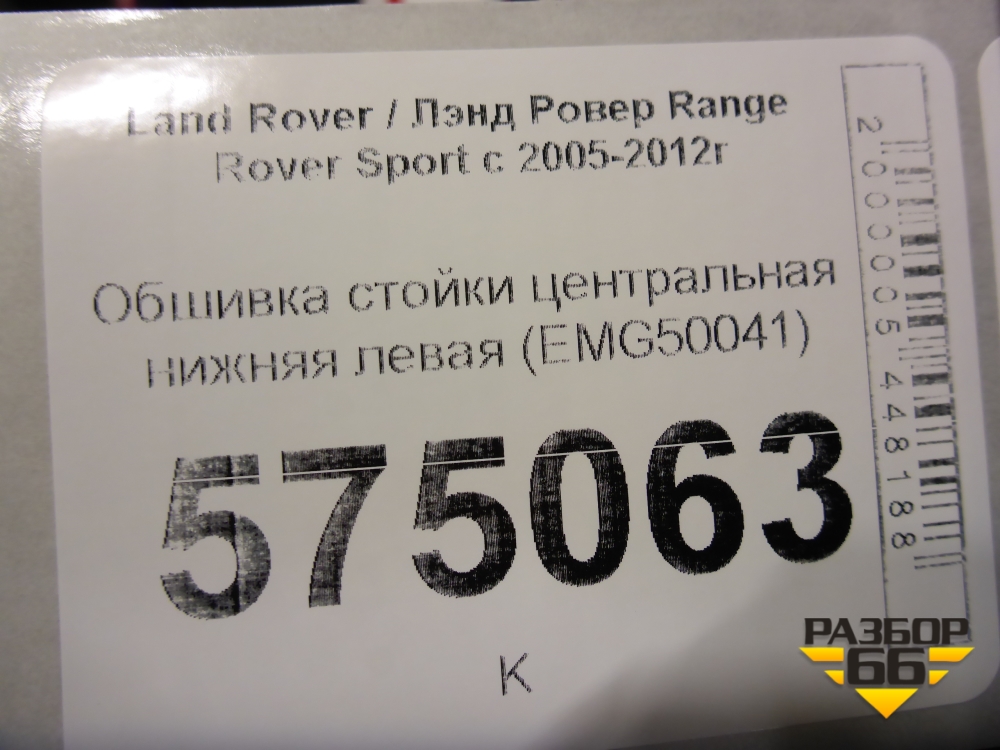 Land Rover / Лэнд Ровер Range
Rover Sport с 2005-2012г
Обшивка стойки центральная
нижняя левая (EMG50041)
575063
К
2000005448188
РАЗБОР
66